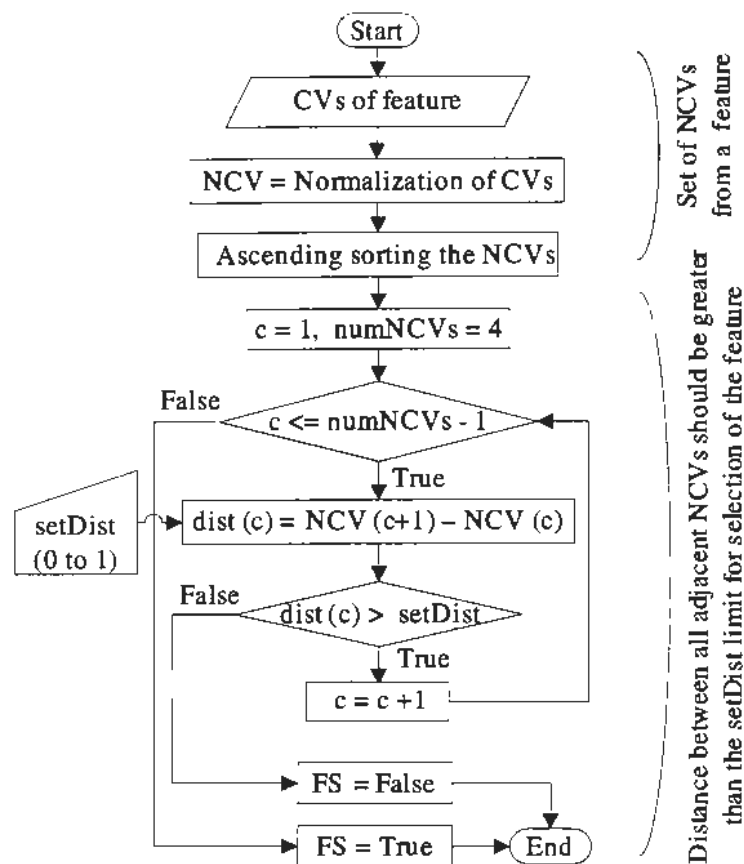 Start
CVs of feature
NCV = Normalization of CVs
Ascending sorting the NCVs
c = 1, numNCVs = 4
False
c <= numNCVs - 1
True
setDist
(0 to 1)
dist (c) = NCV (c+1) – NCV (c)
False
dist (c) > setDist
True
c = c +1
FS = False
FS = True
End
Set of NCVs
from a feature
Distance between all adjacent NCVs should be greater
than the setDist limit for selection of the feature